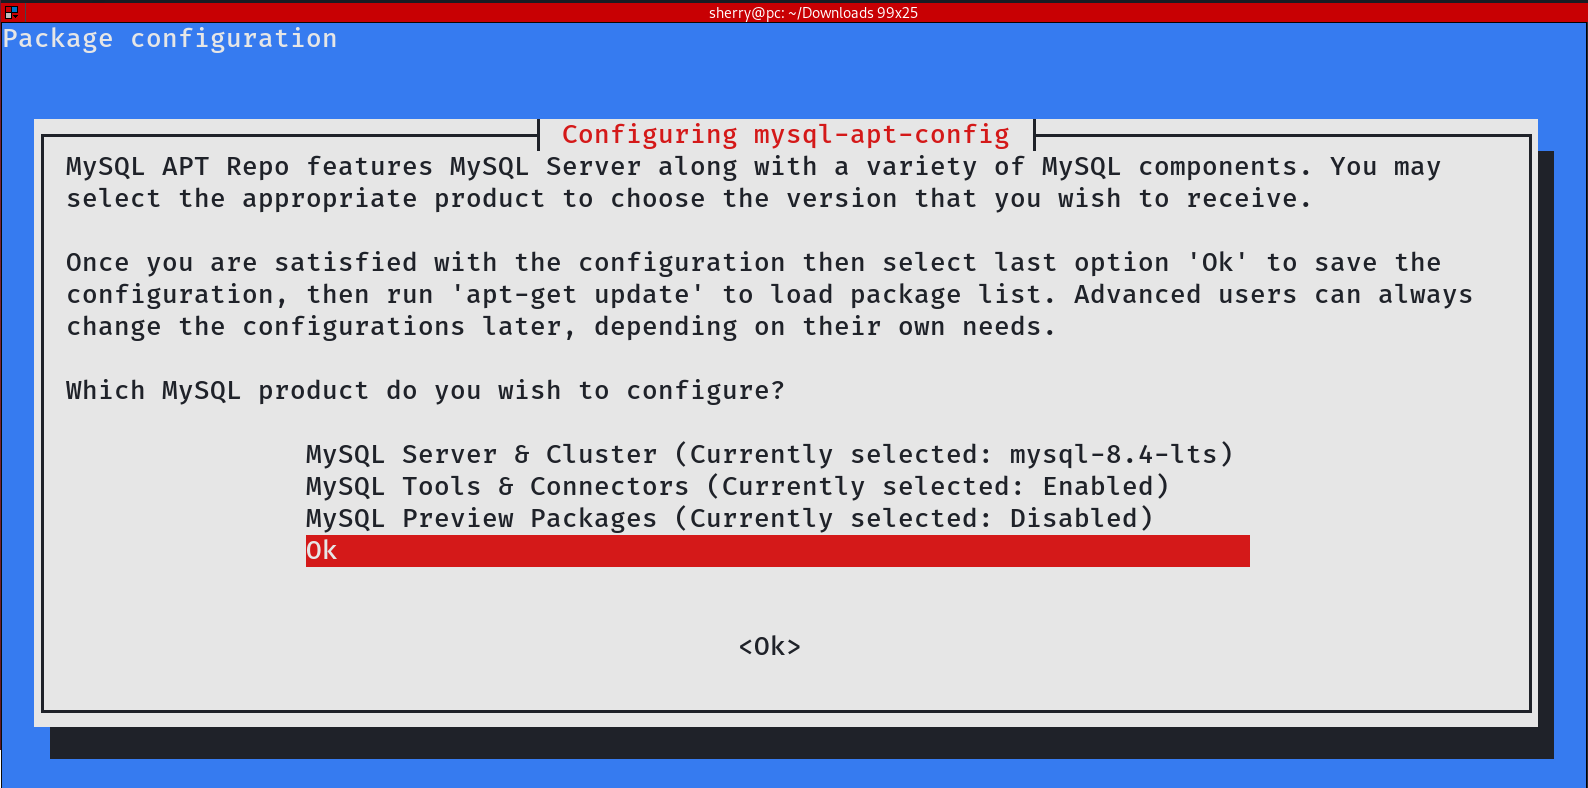 sherry@pc: ~/Downloads 99x25
Package configuration
Configuring mysql-apt-config
MySQL APT Repo features MySQL Server along with a variety of MySQL components. You may
select the appropriate product to choose the version that you wish to receive.
Once you are satisfied with the configuration then select last option 'Ok' to save the
configuration, then run 'apt-get update' to load package list. Advanced users can always
change the configurations later, depending on their own needs.
Which MySQL product do you wish to configure?
MySQL Server & Cluster (Currently selected: mysql-8.4-lts)
MySQL Tools & Connectors (Currently selected: Enabled)
MySQL Preview Packages (Currently selected: Disabled)
Ok
<Ok>